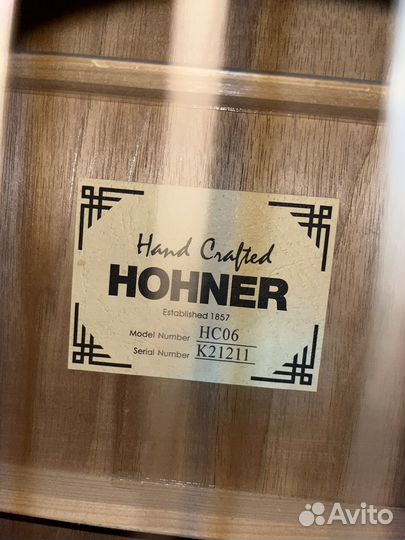 Hand Crafted
HOHNER
Established 1857
Model Number HC06
Serial Number K21211
Avito